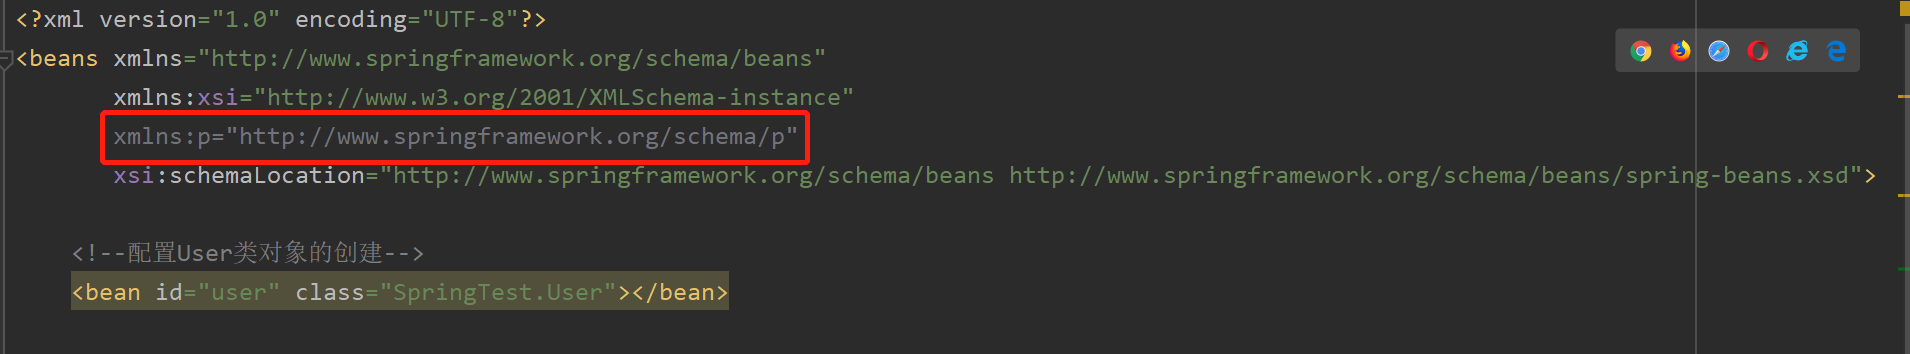 <?xml version="1.0" encoding="UTF-8"?>
<beans xmlns="http://www.springframework.org/schema/beans"
xmlns:xsi="http://www.w3.org/2001/XMLSchema-instance"
xmlns:p="http://www.springframework.org/schema/p"
xsi:schemaLocation="http://www.springframework.org/schema/beans http://www.springframework.org/schema/beans/spring-beans.xsd">
<!--配置User类对象的创建-->
<bean id="user" class="SpringTest.User"></bean>